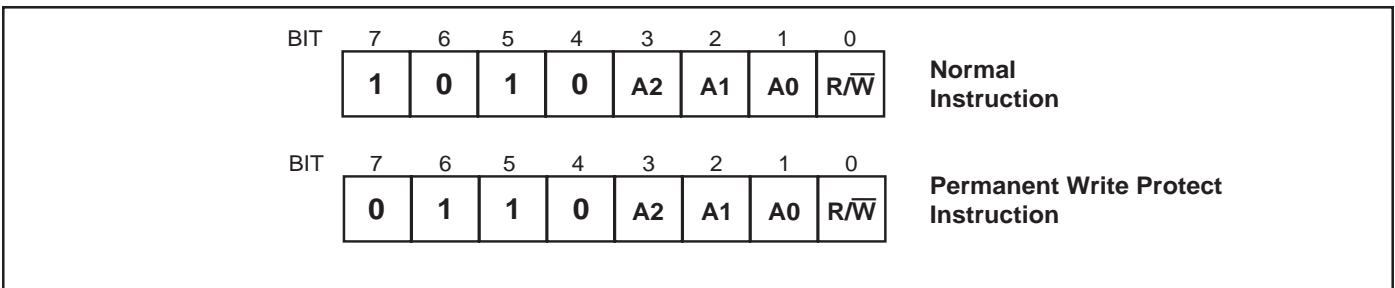 BIT 7 6 5 4 3 2 1 0
1 0 1 0 A2 A1 A0 R/W̅
Normal
Instruction
BIT 7 6 5 4 3 2 1 0
0 1 1 0 A2 A1 A0 R/W̅
Permanent Write Protect
Instruction